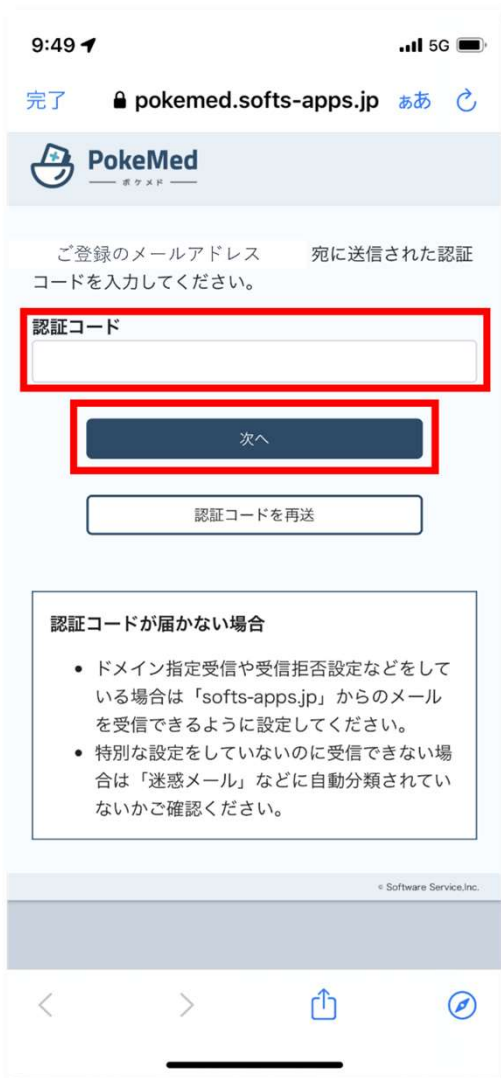 9:49
5G
完了
pokemed.softs-apps.jp
ぁあ
PokeMed
ポケメド
ご登録のメールアドレス 宛に送信された認証
コードを入力してください。
認証コード
次へ
認証コードを再送
認証コードが届かない場合
• ドメイン指定受信や受信拒否設定などをして
いる場合は「softs-apps.jp」からのメール
を受信できるように設定してください。
• 特別な設定をしていないのに受信できない場
合は「迷惑メール」などに自動分類されてい
ないかご確認ください。
© Software Service,Inc.